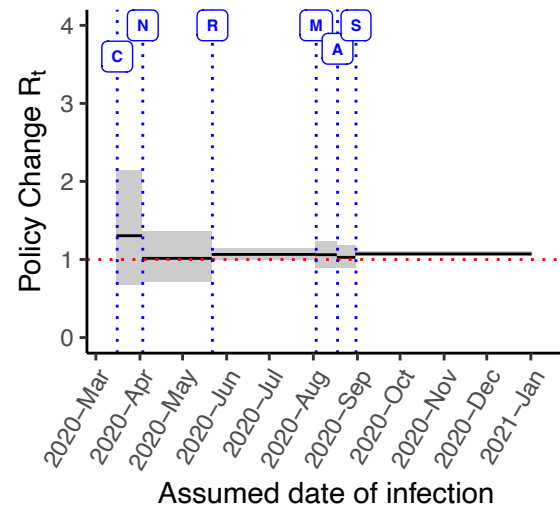 Policy Change Rt
4
3
2
1
0
C
N
R
M
A
S
2020−Mar
2020−Apr
2020−May
2020−Jun
2020−Jul
2020−Aug
2020−Sep
2020−Oct
2020−Nov
2020−Dec
2021−Jan
Assumed date of infection